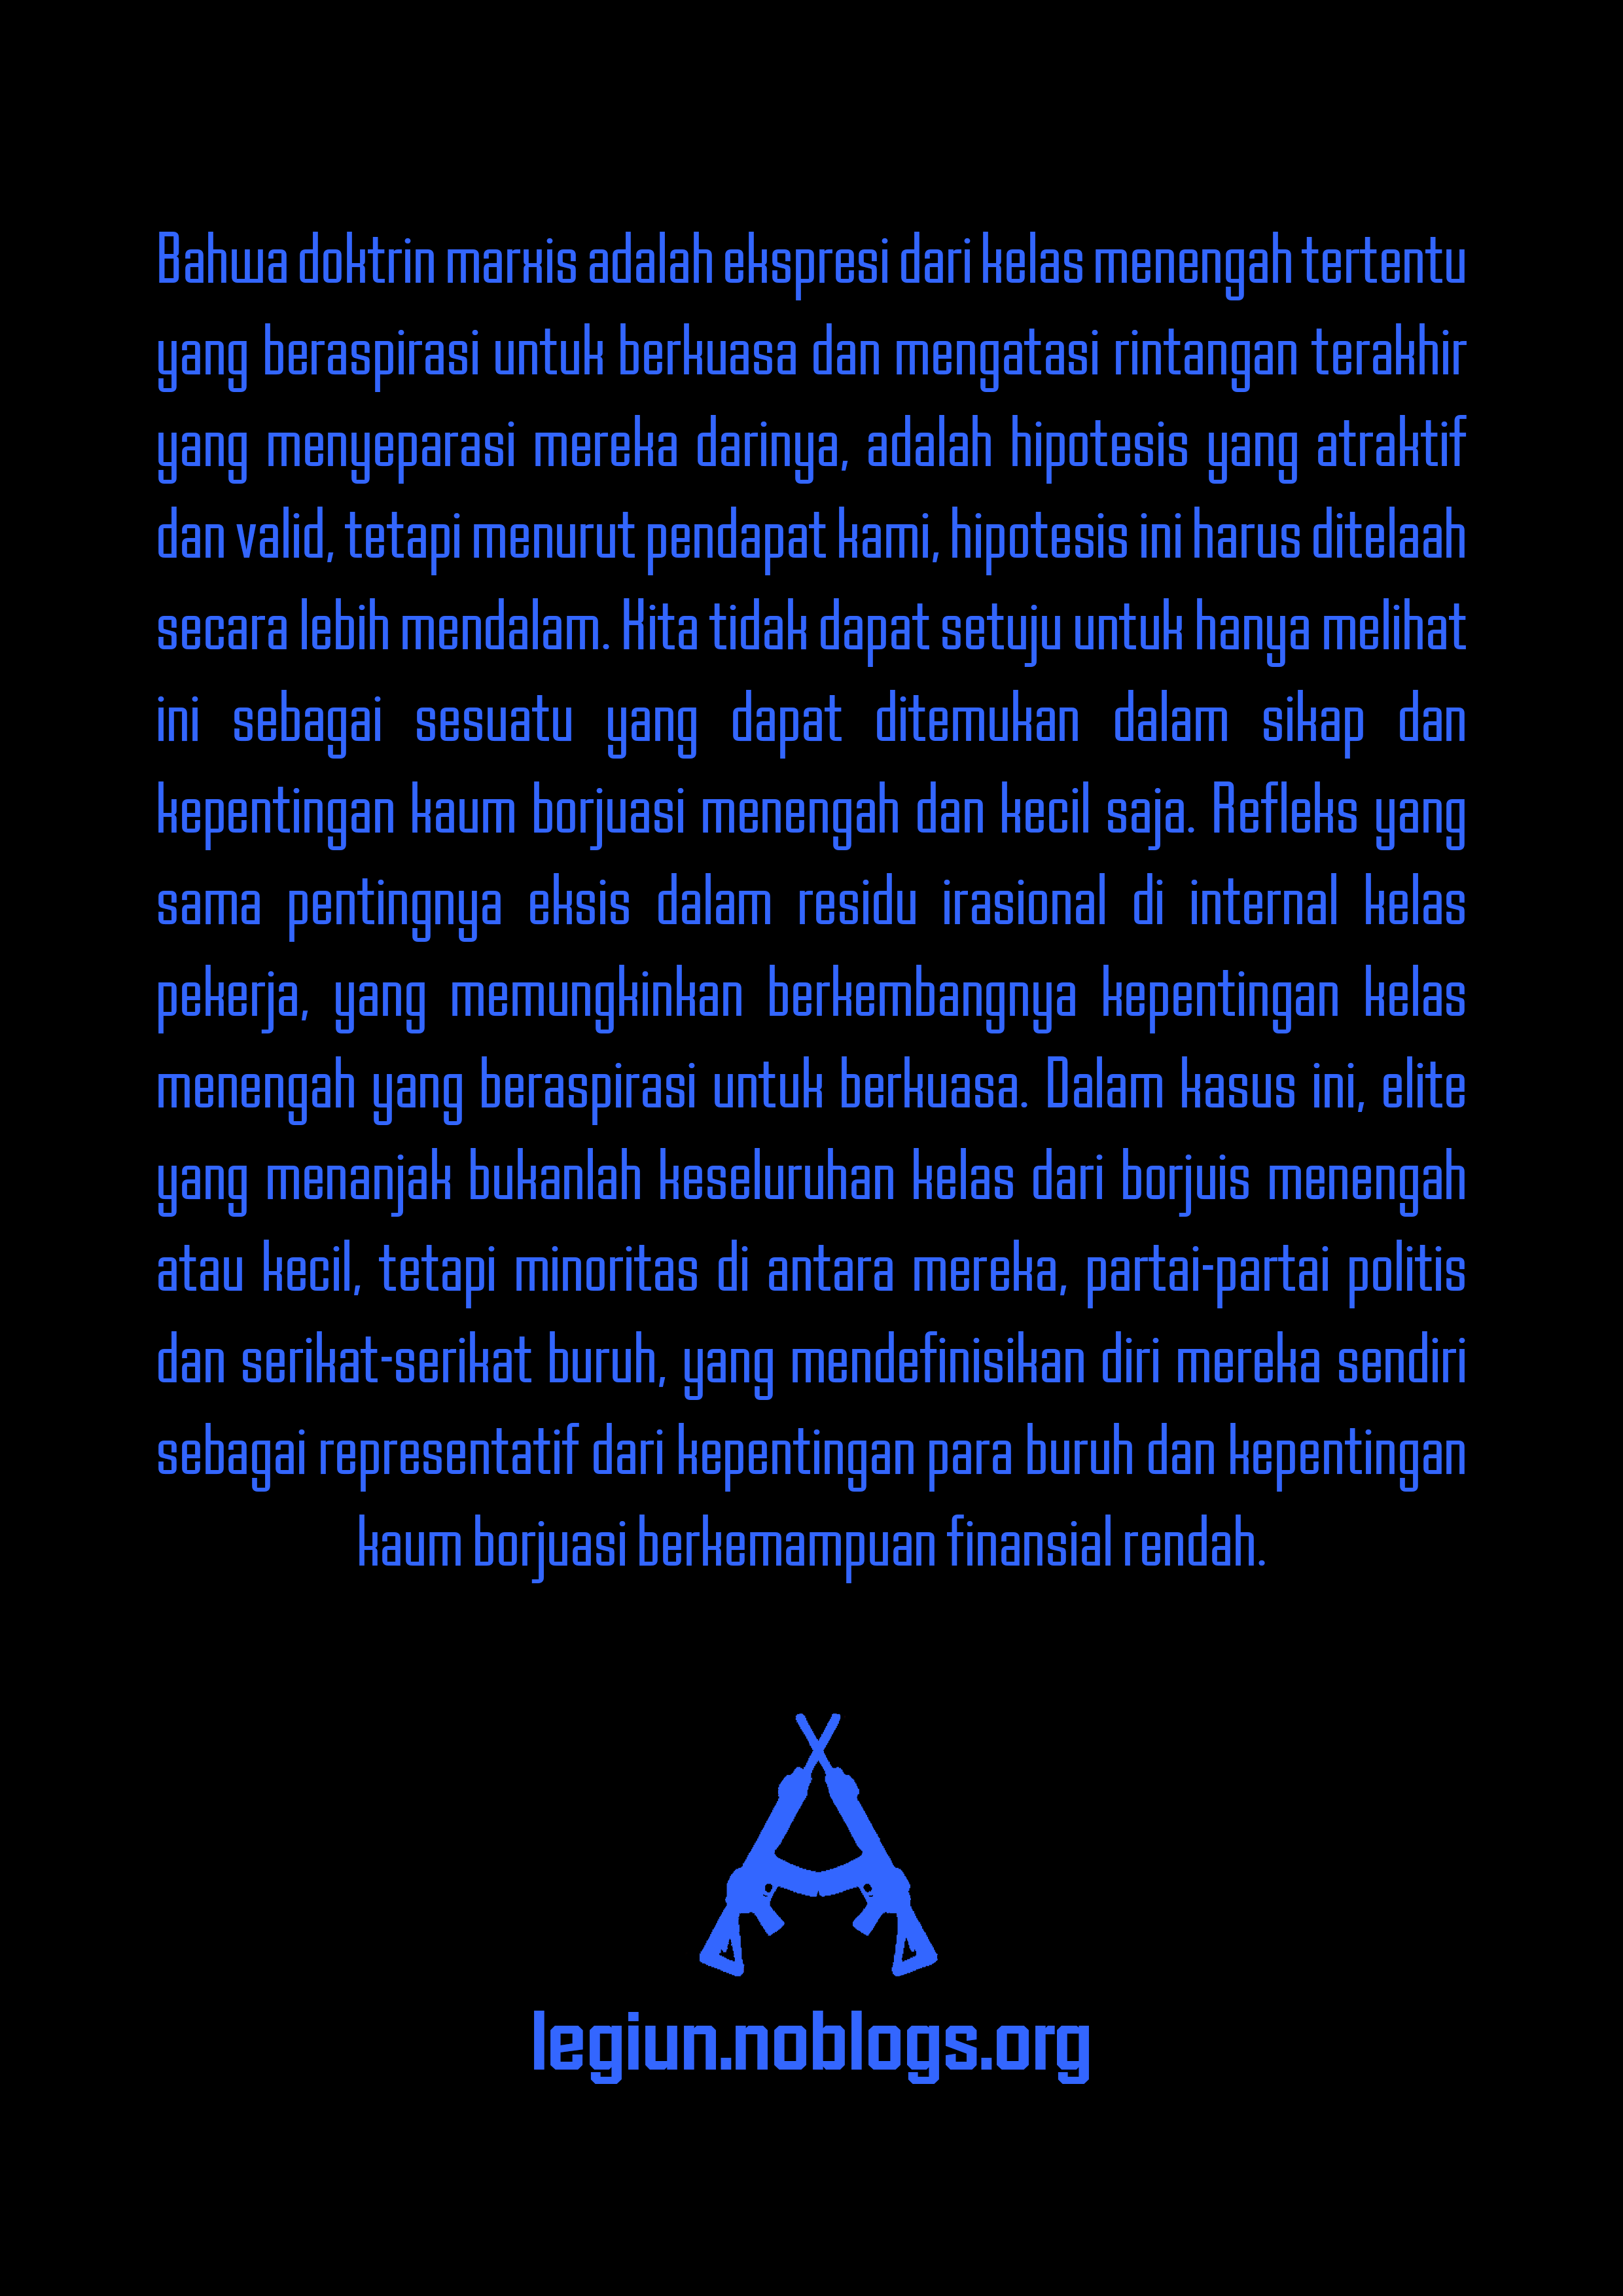 Bahwa doktrin marxis adalah ekspresi dari kelas menengah tertentu
yang beraspirasi untuk berkuasa dan mengatasi rintangan terakhir
yang menyeparasi mereka darinya, adalah hipotesis yang atraktif
dan valid, tetapi menurut pendapat kami, hipotesis ini harus ditelaah
secara lebih mendalam. Kita tidak dapat setuju untuk hanya melihat
ini sebagai sesuatu yang dapat ditemukan dalam sikap dan
kepentingan kaum borjuasi menengah dan kecil saja. Refleks yang
sama pentingnya eksis dalam residu irasional di internal kelas
pekerja, yang memungkinkan berkembangnya kepentingan kelas
menengah yang beraspirasi untuk berkuasa. Dalam kasus ini, elite
yang menanjak bukanlah keseluruhan kelas dari borjuis menengah
atau kecil, tetapi minoritas di antara mereka, partai-partai politis
dan serikat-serikat buruh, yang mendefinisikan diri mereka sendiri
sebagai representatif dari kepentingan para buruh dan kepentingan
kaum borjuasi berkemampuan finansial rendah.
legiun.noblogs.org